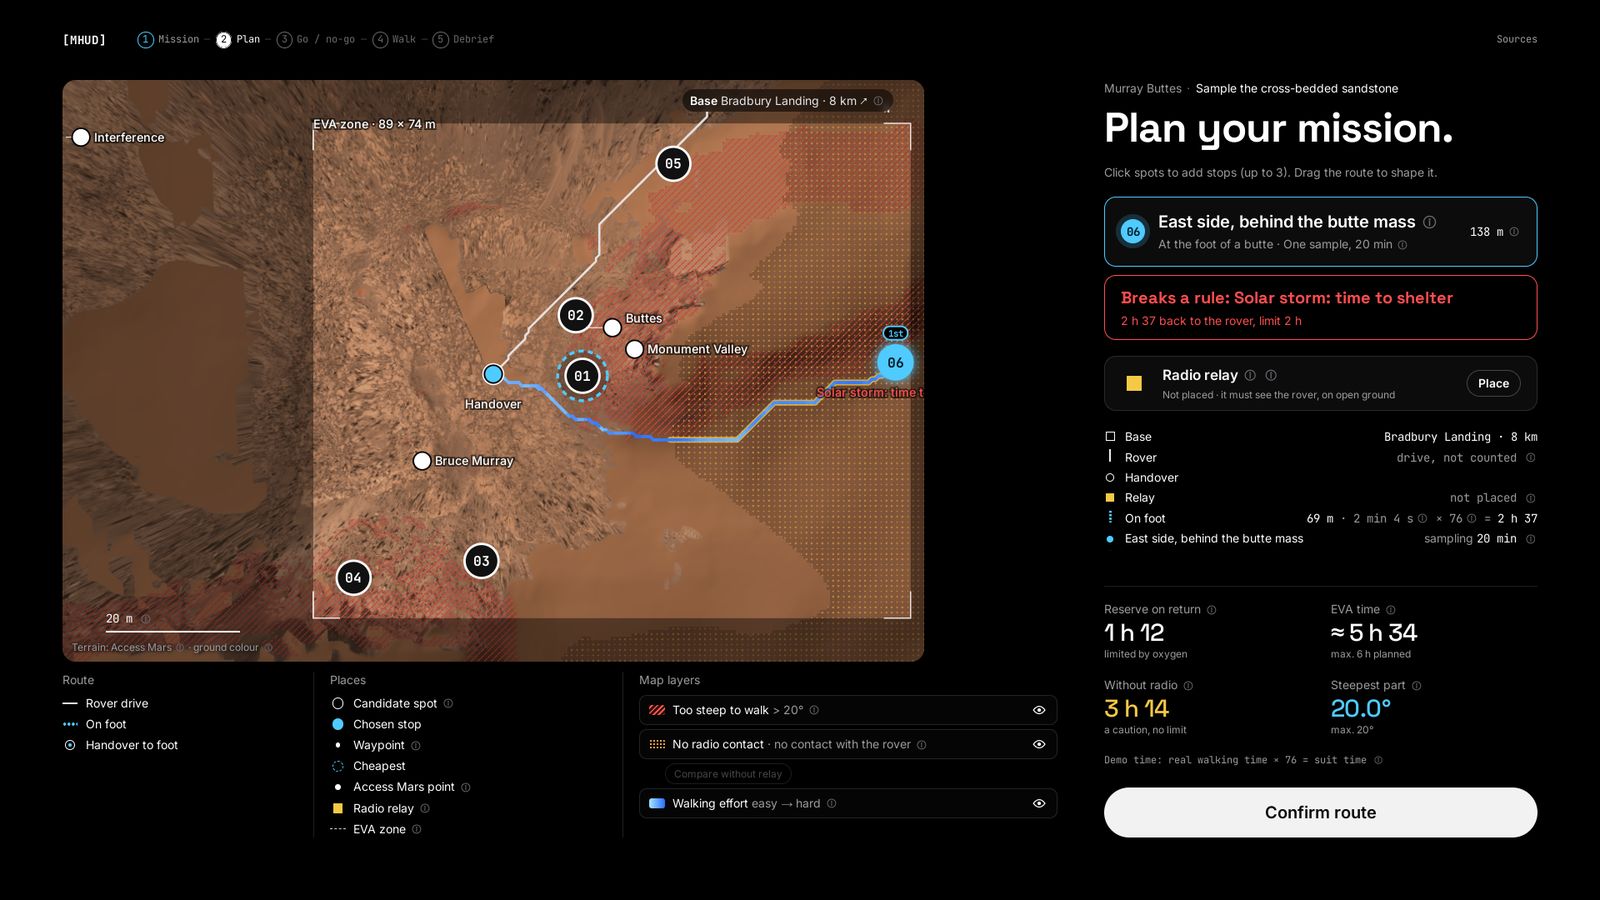 [MHUD]
1 Mission – 2 Plan – 3 Go / no-go – 4 Walk – 5 Debrief
Sources
Base Bradbury Landing · 8 km ↗
EVA zone · 89 × 74 m
Interference
05
02
Buttes
Monument Valley
1st
06
01
Solar storm: time t
Handover
Bruce Murray
03
04
20 m
Terrain: Access Mars · ground colour
Route
Rover drive
On foot
Handover to foot
Places
Candidate spot
Chosen stop
Waypoint
Cheapest
Access Mars point
Radio relay
EVA zone
Map layers
Too steep to walk > 20°
No radio contact · no contact with the rover
Compare without relay
Walking effort easy → hard
Murray Buttes · Sample the cross-bedded sandstone
Plan your mission.
Click spots to add stops (up to 3). Drag the route to shape it.
06 East side, behind the butte mass
138 m
At the foot of a butte · One sample, 20 min
Breaks a rule: Solar storm: time to shelter
2 h 37 back to the rover, limit 2 h
Radio relay
Not placed · it must see the rover, on open ground
Place
Base Bradbury Landing · 8 km
Rover drive, not counted
Handover
Relay not placed
On foot 69 m · 2 min 4 s × 76 = 2 h 37
East side, behind the butte mass sampling 20 min
Reserve on return
1 h 12
limited by oxygen
EVA time
≈ 5 h 34
max. 6 h planned
Without radio
3 h 14
a caution, no limit
Steepest part
20.0°
max. 20°
Demo time: real walking time × 76 = suit time
Confirm route